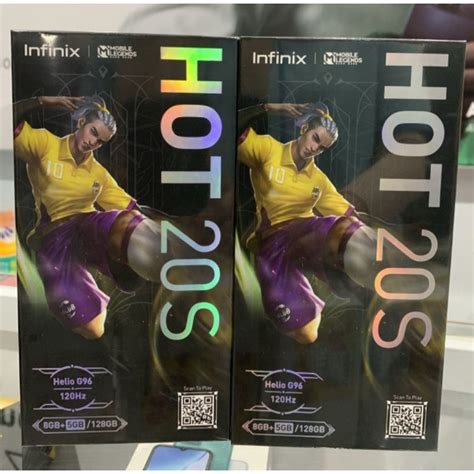 Infinix | MOBILE LEGENDS
HOT 20S
10
Helio G96
120Hz
8GB+ 5GB /128GB
Scan To Play
Infinix | MOBILE LEGENDS
HOT 20S
10
Helio G96
120Hz
8GB+ 5GB /128GB
Scan To Play